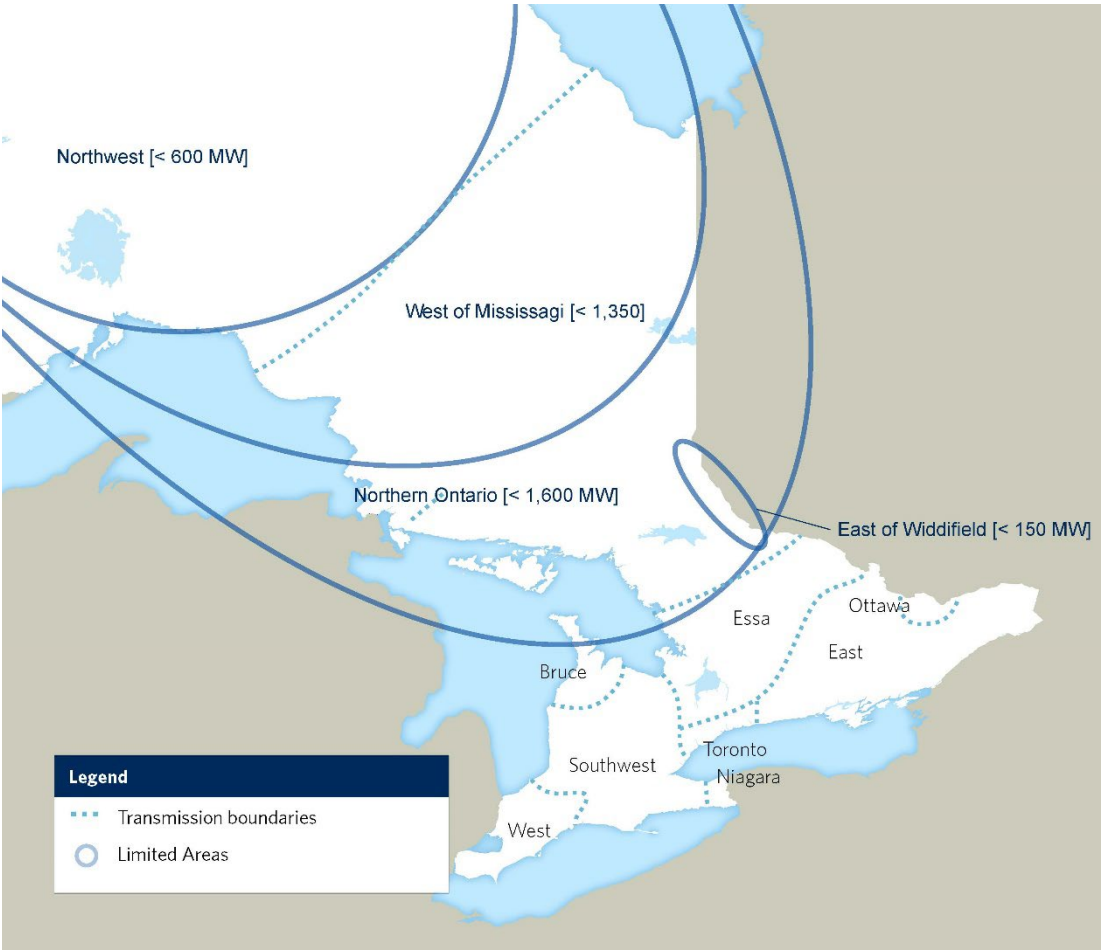 Northwest [< 600 MW]
West of Mississagi [< 1,350]
Northern Ontario [< 1,600 MW]
East of Widdifield [< 150 MW]
Ottawa
Essa
East
Bruce
Toronto
Southwest
Niagara
West
Legend
Transmission boundaries
Limited Areas